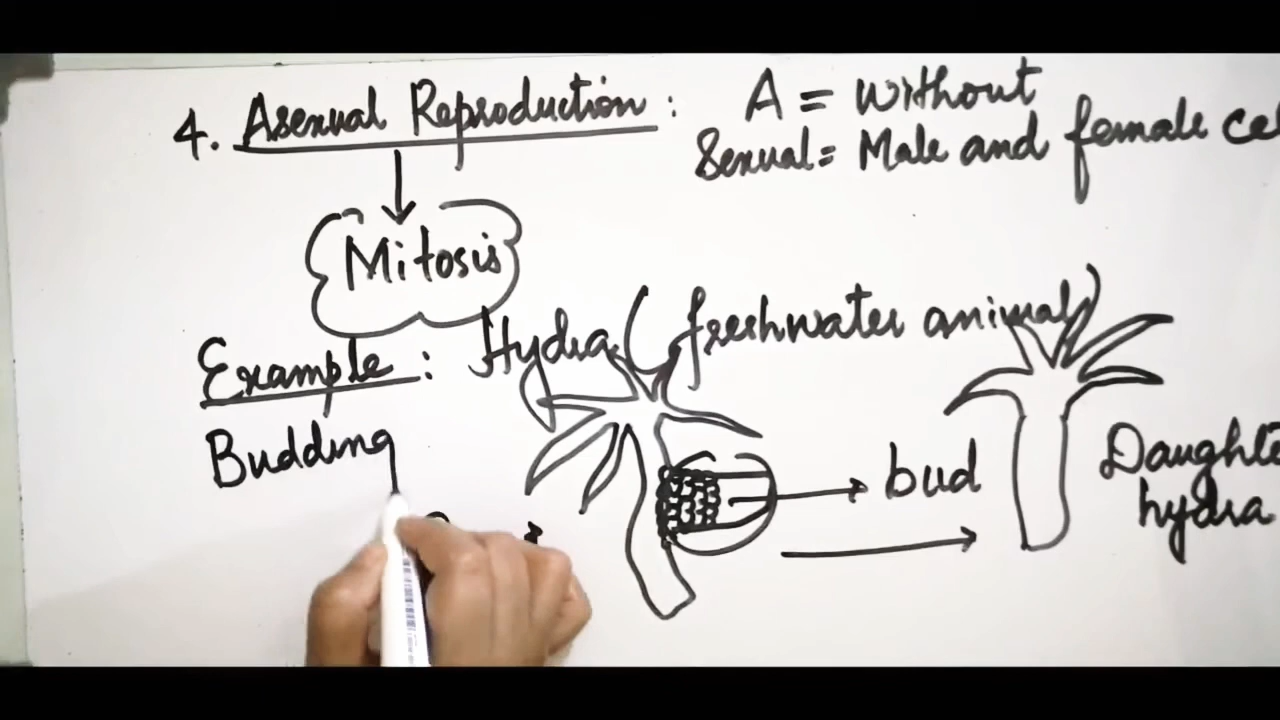 4. Asexual Reproduction :
A = without
Sexual = Male and female ce
Mitosis
Example : Hydra ( freshwater animal)
Budding
bud
Daughte
hydra